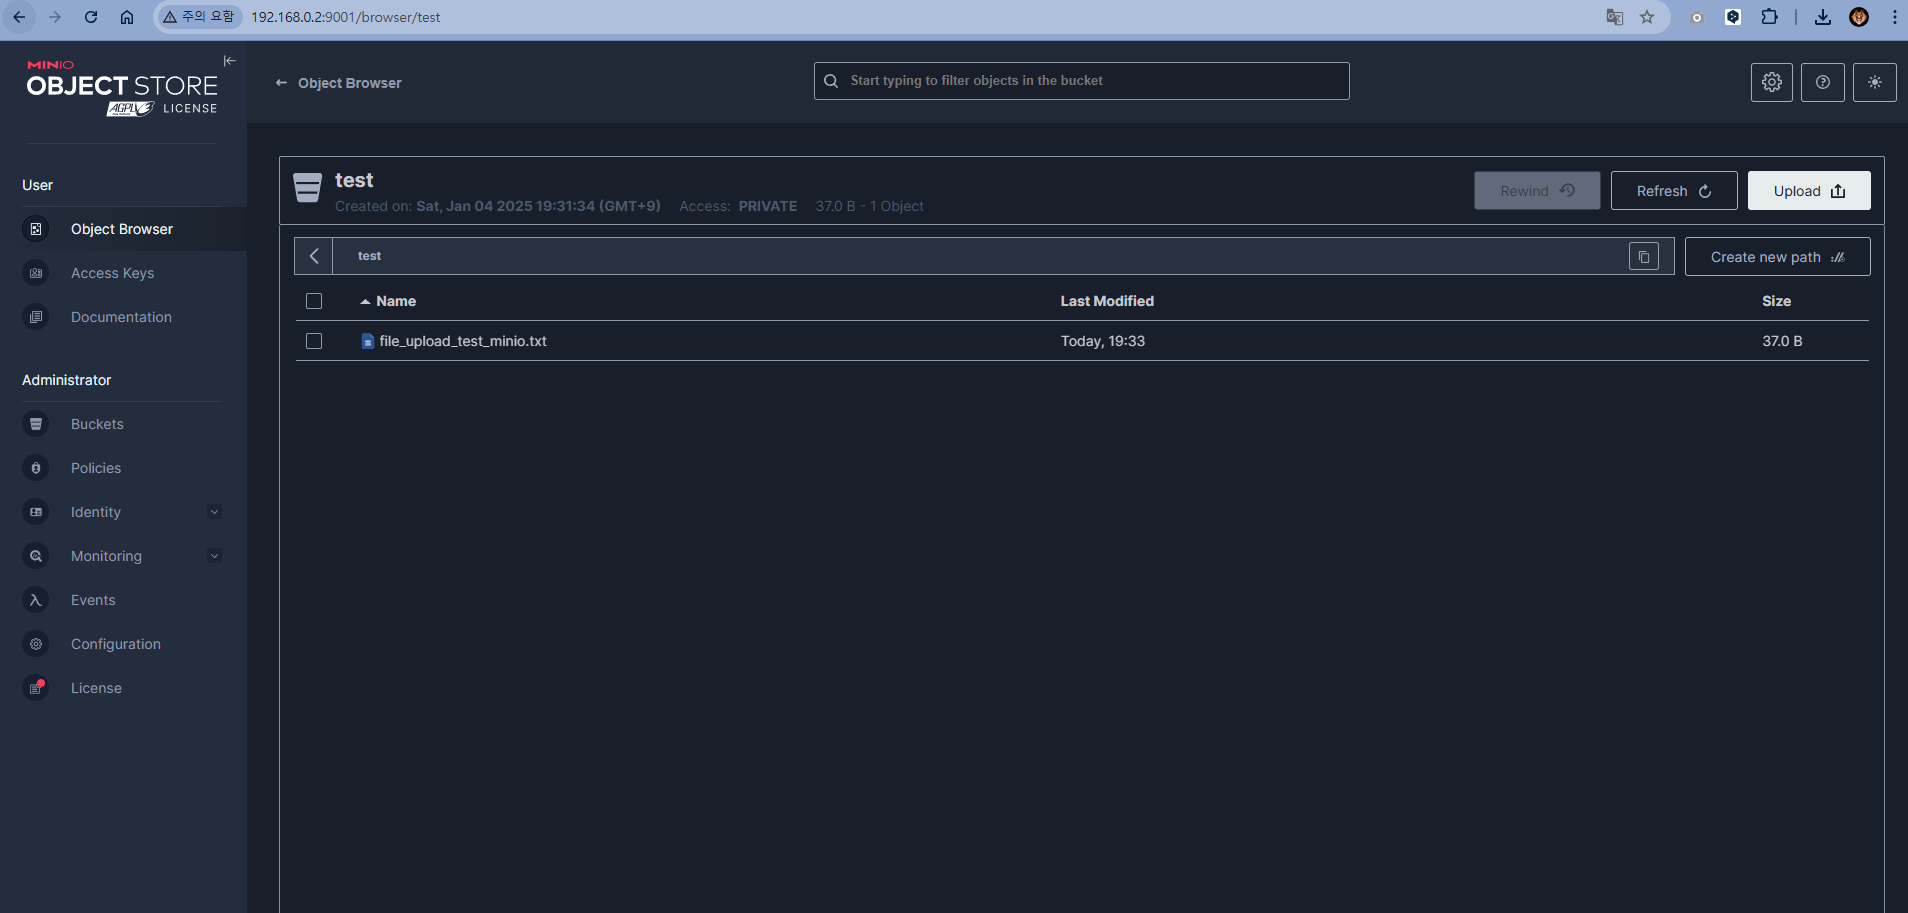 주의 요함 192.168.0.2:9001/browser/test
MINIO
OBJECT STORE
AGPLv3 LICENSE
Object Browser
Start typing to filter objects in the bucket
User
Object Browser
Access Keys
Documentation
Administrator
Buckets
Policies
Identity
Monitoring
Events
Configuration
License
test
Created on: Sat, Jan 04 2025 19:31:34 (GMT+9) Access: PRIVATE 37.0 B - 1 Object
Rewind Refresh Upload
test
Create new path
Name Last Modified Size
file_upload_test_minio.txt Today, 19:33 37.0 B